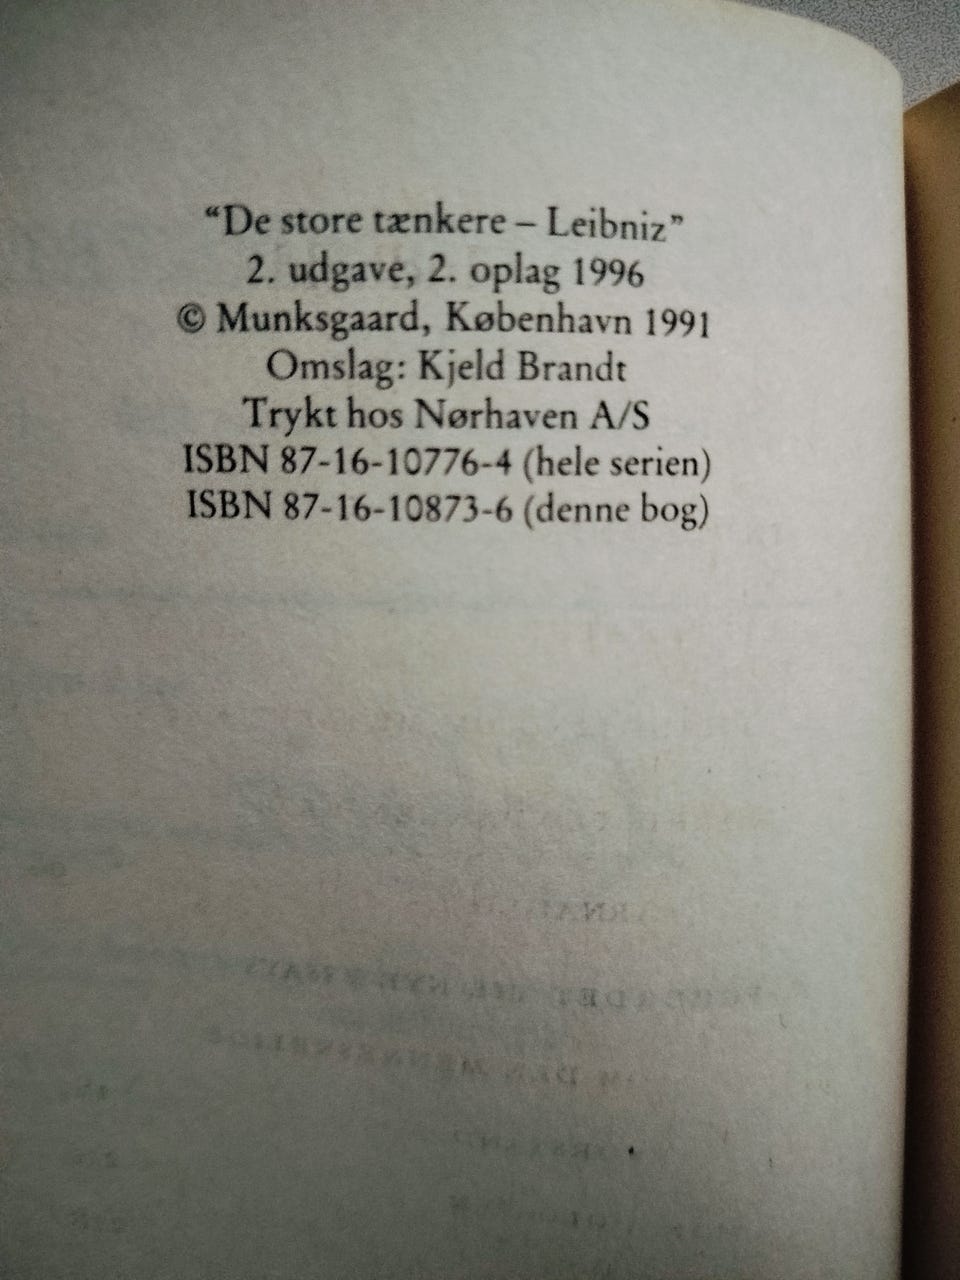 “De store tænkere – Leibniz”
2. udgave, 2. oplag 1996
© Munksgaard, København 1991
Omslag: Kjeld Brandt
Trykt hos Nørhaven A/S
ISBN 87-16-10776-4 (hele serien)
ISBN 87-16-10873-6 (denne bog)